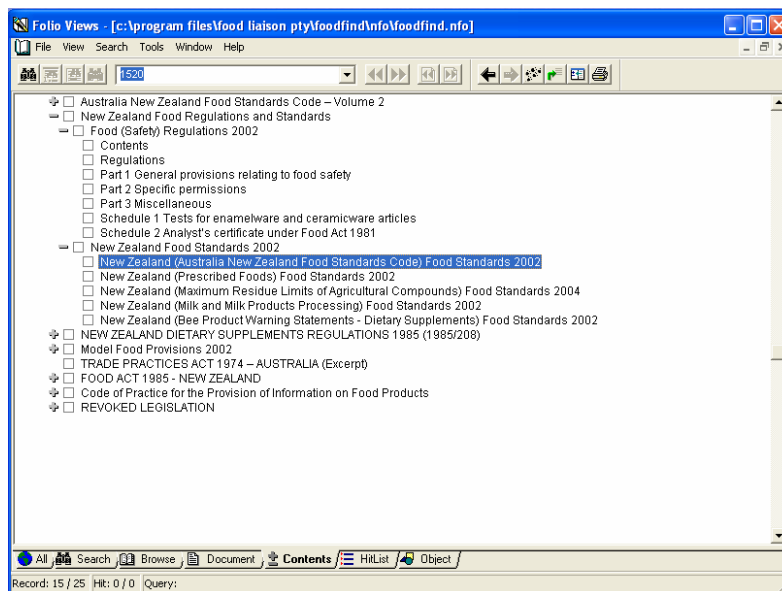 Folio Views - [c:\program files\food liaison pty\foodfind\nfo\foodfind.nfo]
File View Search Tools Window Help
1520
Australia New Zealand Food Standards Code – Volume 2
New Zealand Food Regulations and Standards
Food (Safety) Regulations 2002
Contents
Regulations
Part 1 General provisions relating to food safety
Part 2 Specific permissions
Part 3 Miscellaneous
Schedule 1 Tests for enamelware and ceramicware articles
Schedule 2 Analyst's certificate under Food Act 1981
New Zealand Food Standards 2002
New Zealand (Australia New Zealand Food Standards Code) Food Standards 2002
New Zealand (Prescribed Foods) Food Standards 2002
New Zealand (Maximum Residue Limits of Agricultural Compounds) Food Standards 2004
New Zealand (Milk and Milk Products Processing) Food Standards 2002
New Zealand (Bee Product Warning Statements - Dietary Supplements) Food Standards 2002
NEW ZEALAND DIETARY SUPPLEMENTS REGULATIONS 1985 (1985/208)
Model Food Provisions 2002
TRADE PRACTICES ACT 1974 – AUSTRALIA (Excerpt)
FOOD ACT 1985 - NEW ZEALAND
Code of Practice for the Provision of Information on Food Products
REVOKED LEGISLATION
All Search Browse Document Contents HitList Object
Record: 15 / 25 Hit: 0 / 0 Query: